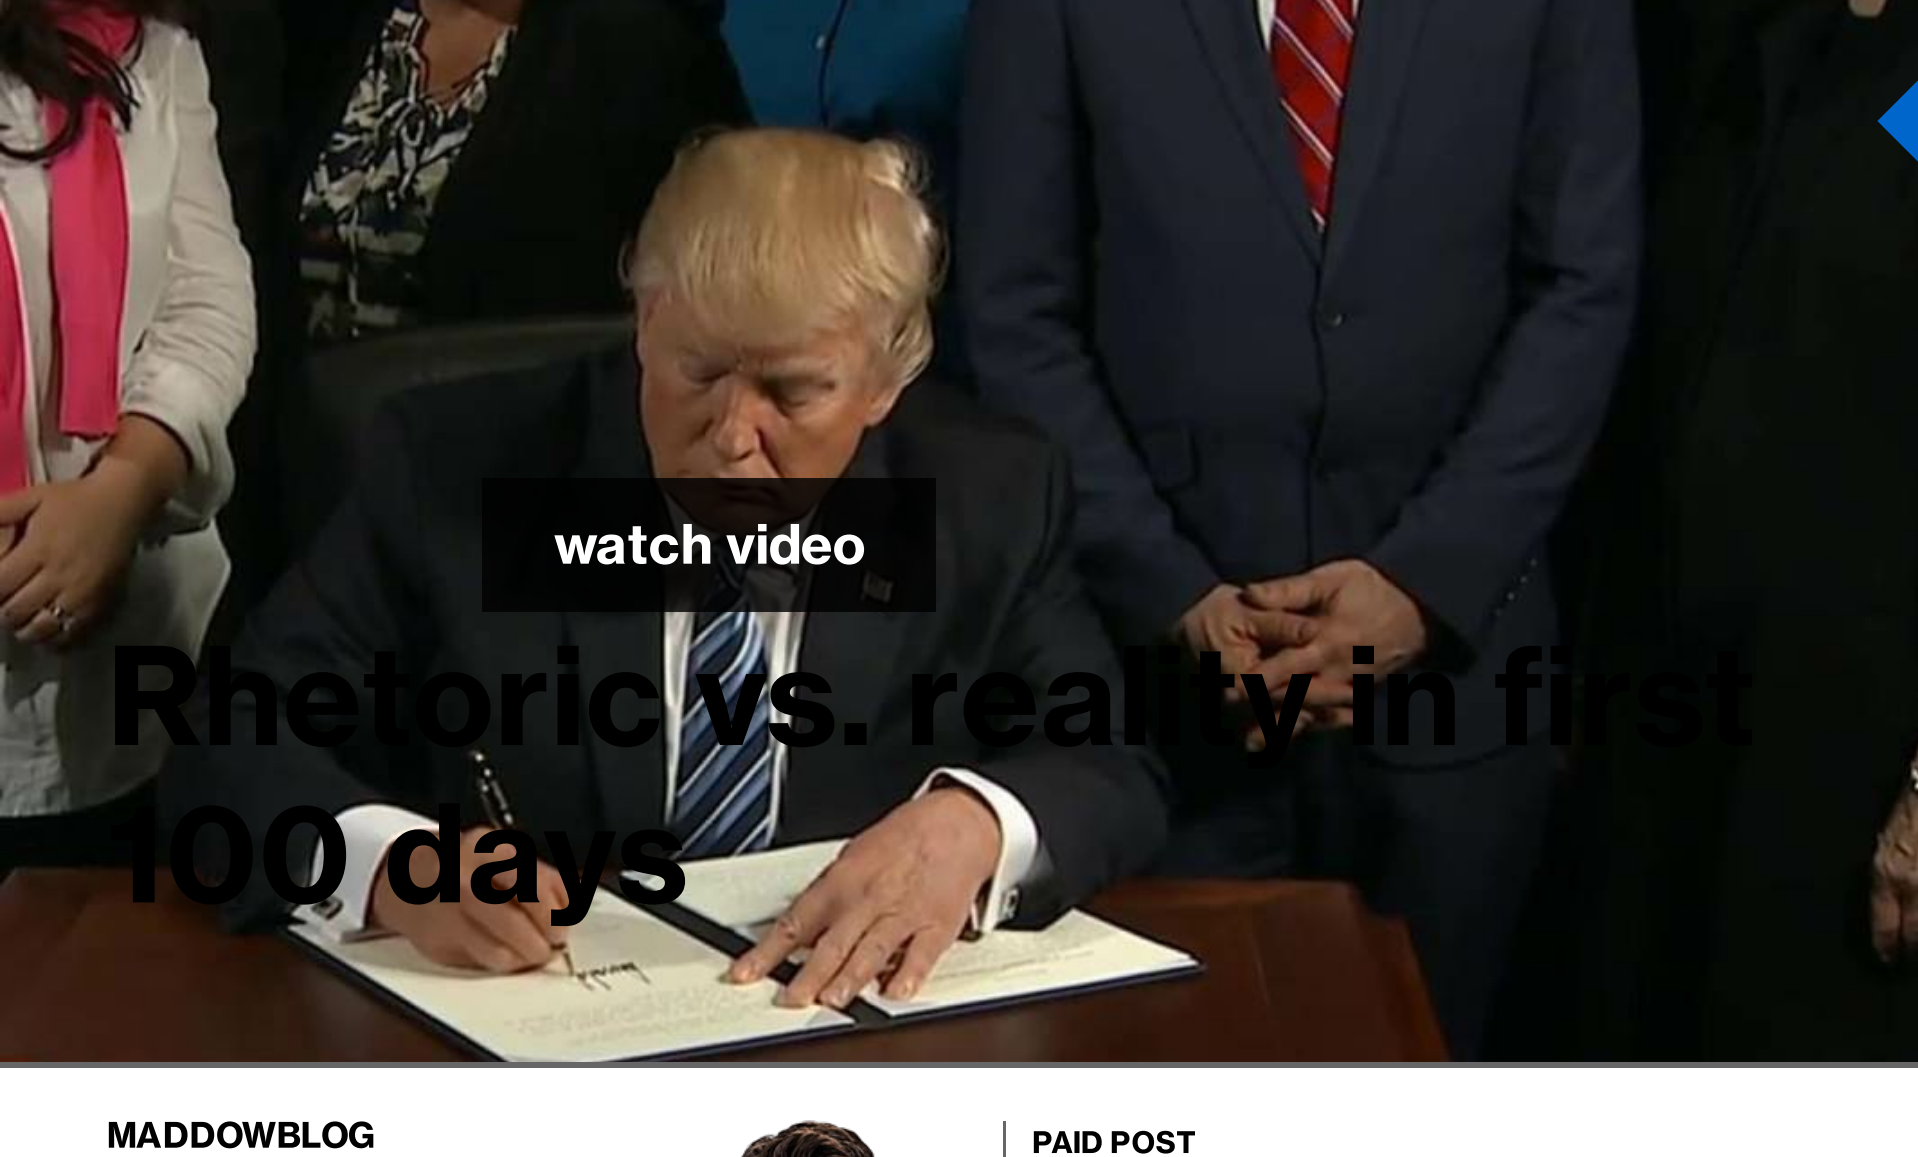 watch video
Rhetoric vs. reality in first
100 days
MADDOWBLOG
PAID POST